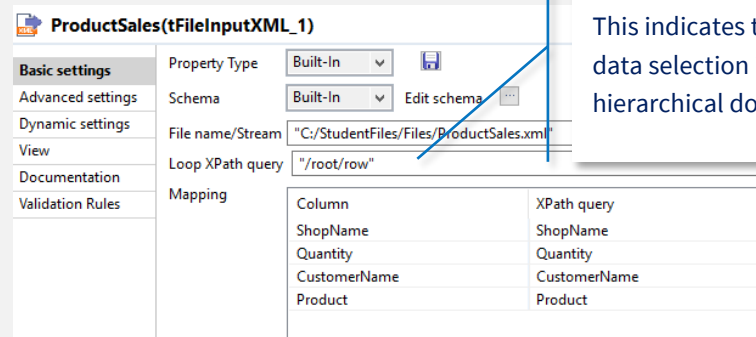 ProductSales(tFileInputXML_1)
This indicates
data selection
hierarchical
Basic settings
Advanced settings
Dynamic settings
View
Documentation
Validation Rules
Property Type Built-In
Schema Built-In Edit schema ...
File name/Stream "C:/StudentFiles/Files/ProductSales.xml"
Loop XPath query "/root/row"
Mapping
Column XPath query
ShopName ShopName
Quantity Quantity
CustomerName CustomerName
Product Product